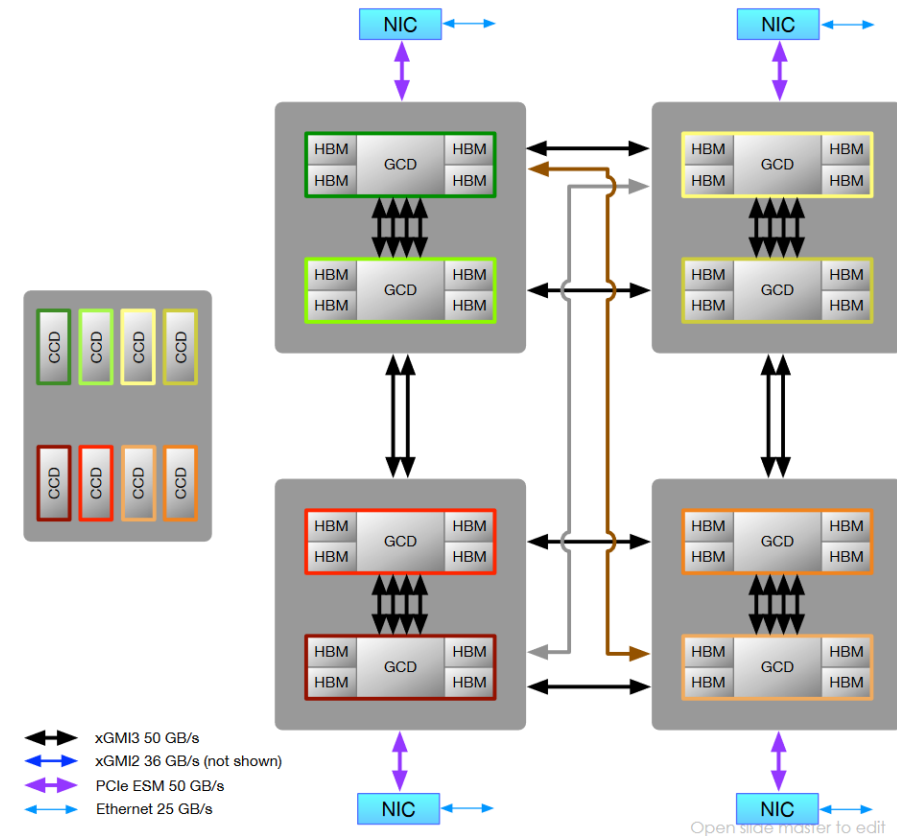 NIC
NIC
HBM GCD HBM HBM GCD HBM
HBM HBM HBM HBM
HBM GCD HBM HBM GCD HBM
HBM HBM HBM HBM
CCD CCD CCD CCD
CCD CCD CCD CCD
HBM GCD HBM HBM GCD HBM
HBM HBM HBM HBM
HBM GCD HBM HBM GCD HBM
HBM HBM HBM HBM
xGMI3 50 GB/s
xGMI2 36 GB/s (not shown)
PCIe ESM 50 GB/s
Ethernet 25 GB/s
NIC
NIC
Open slide master to edit